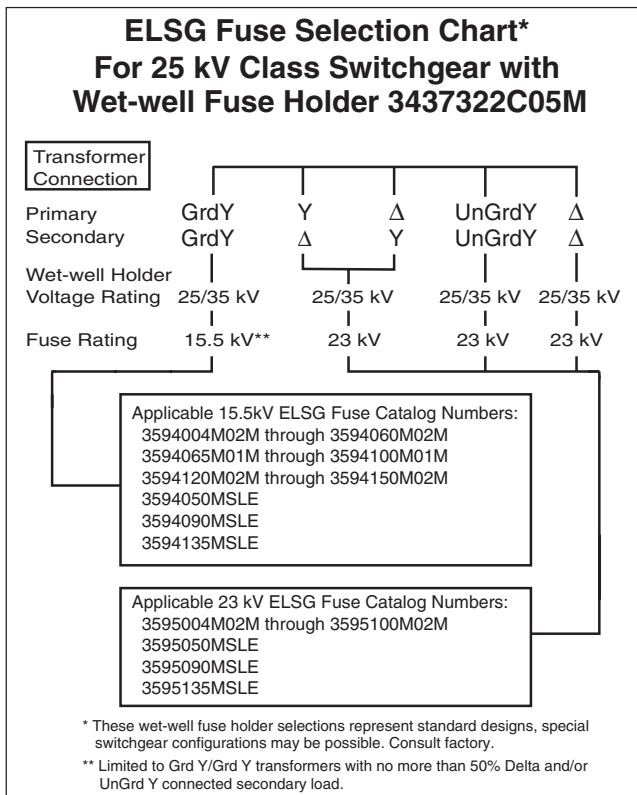 ELSG Fuse Selection Chart*
For 25 kV Class Switchgear with
Wet-well Fuse Holder 3437322C05M
Transformer
Connection
Primary GrdY Y Δ UnGrdY Δ
Secondary GrdY Δ Y UnGrdY Δ
Wet-well Holder
Voltage Rating 25/35 kV 25/35 kV 25/35 kV 25/35 kV
Fuse Rating 15.5 kV** 23 kV 23 kV 23 kV
Applicable 15.5kV ELSG Fuse Catalog Numbers:
3594004M02M through 3594060M02M
3594065M01M through 3594100M01M
3594120M02M through 3594150M02M
3594050MSLE
3594090MSLE
3594135MSLE
Applicable 23 kV ELSG Fuse Catalog Numbers:
3595004M02M through 3595100M02M
3595050MSLE
3595090MSLE
3595135MSLE
* These wet-well fuse holder selections represent standard designs, special
switchgear configurations may be possible. Consult factory.
** Limited to Grd Y/Grd Y transformers with no more than 50% Delta and/or
UnGrd Y connected secondary load.